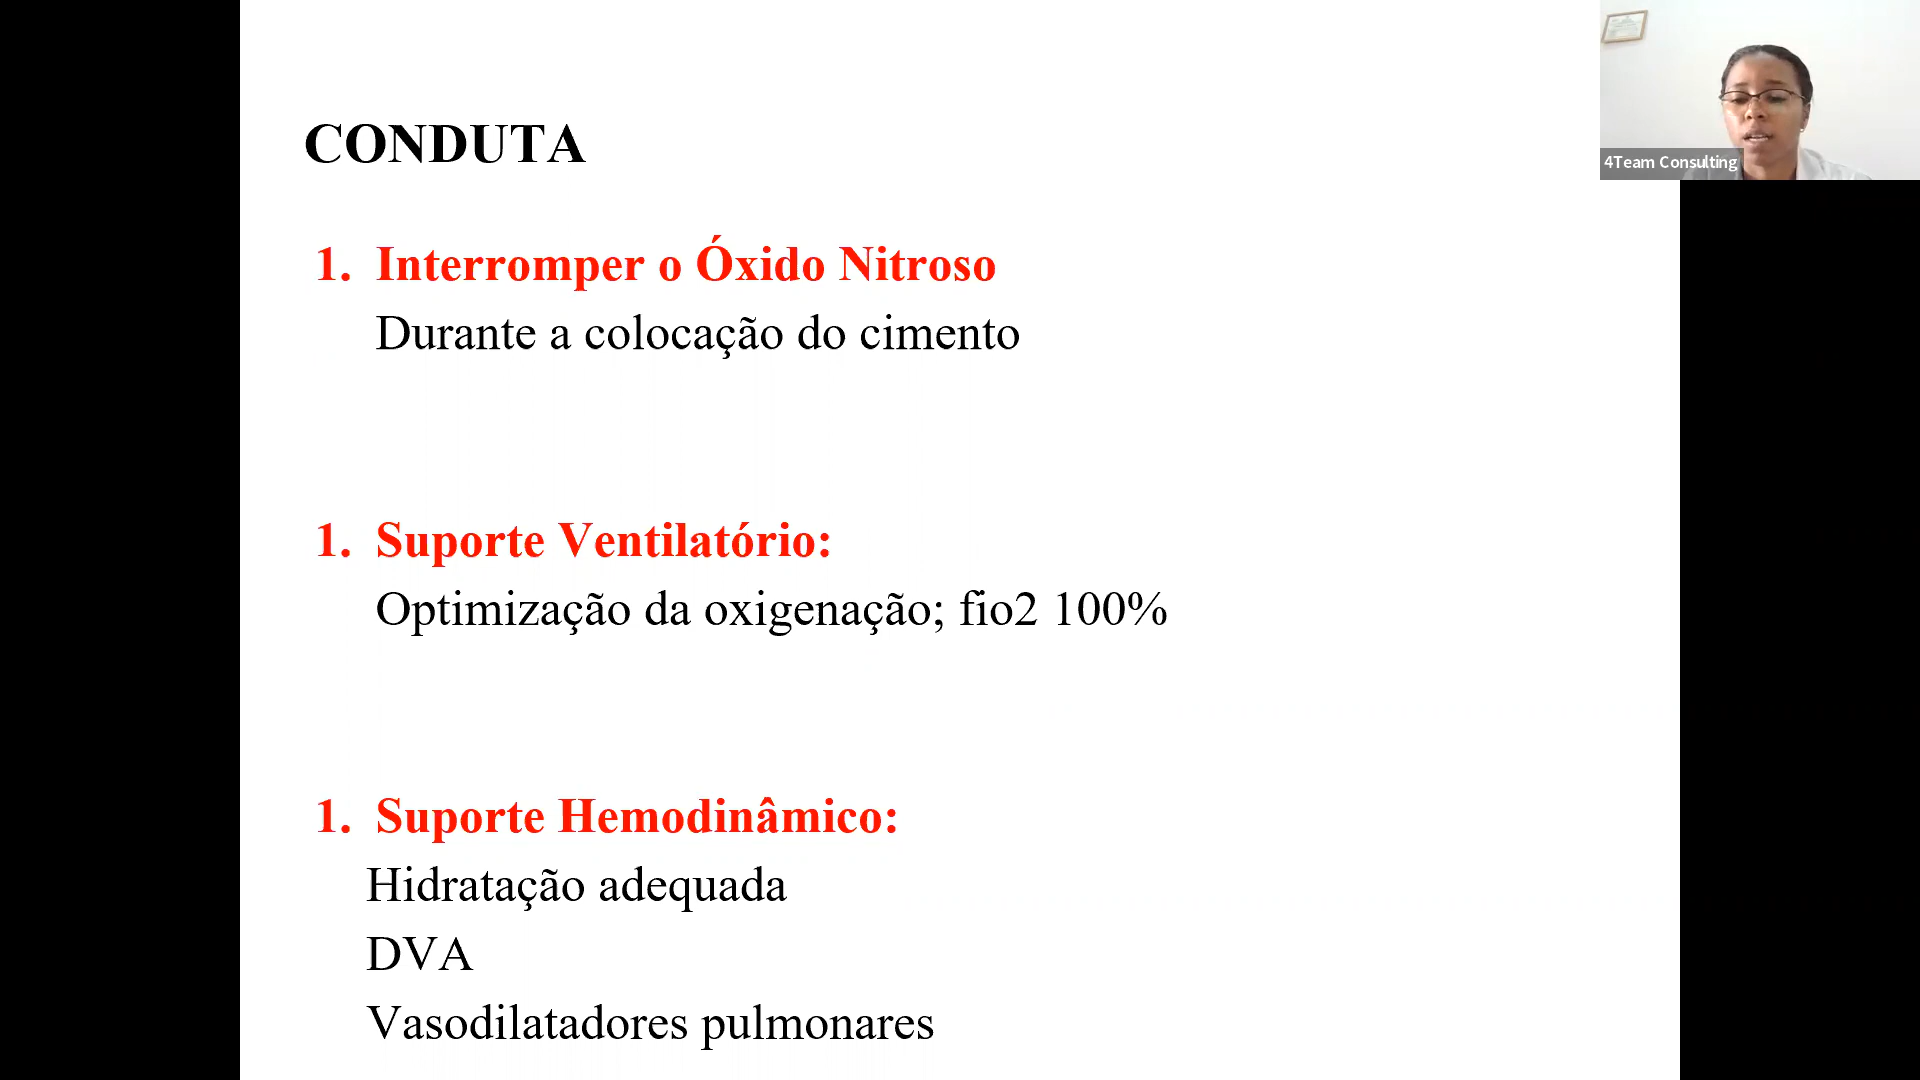 CONDUTA
1. Interromper o Óxido Nitroso
Durante a colocação do cimento
1. Suporte Ventilatório:
Optimização da oxigenação; fio2 100%
1. Suporte Hemodinâmico:
Hidratação adequada
DVA
Vasodilatadores pulmonares
4Team Consulting